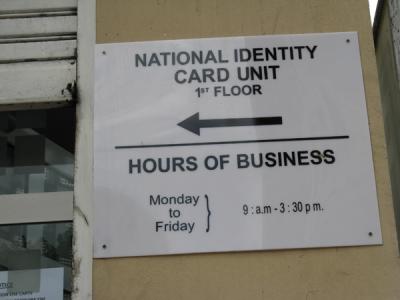 NATIONAL IDENTITY
CARD UNIT
1ST FLOOR
HOURS OF BUSINESS
Monday
to
Friday
9 : a.m - 3 : 30 p m.